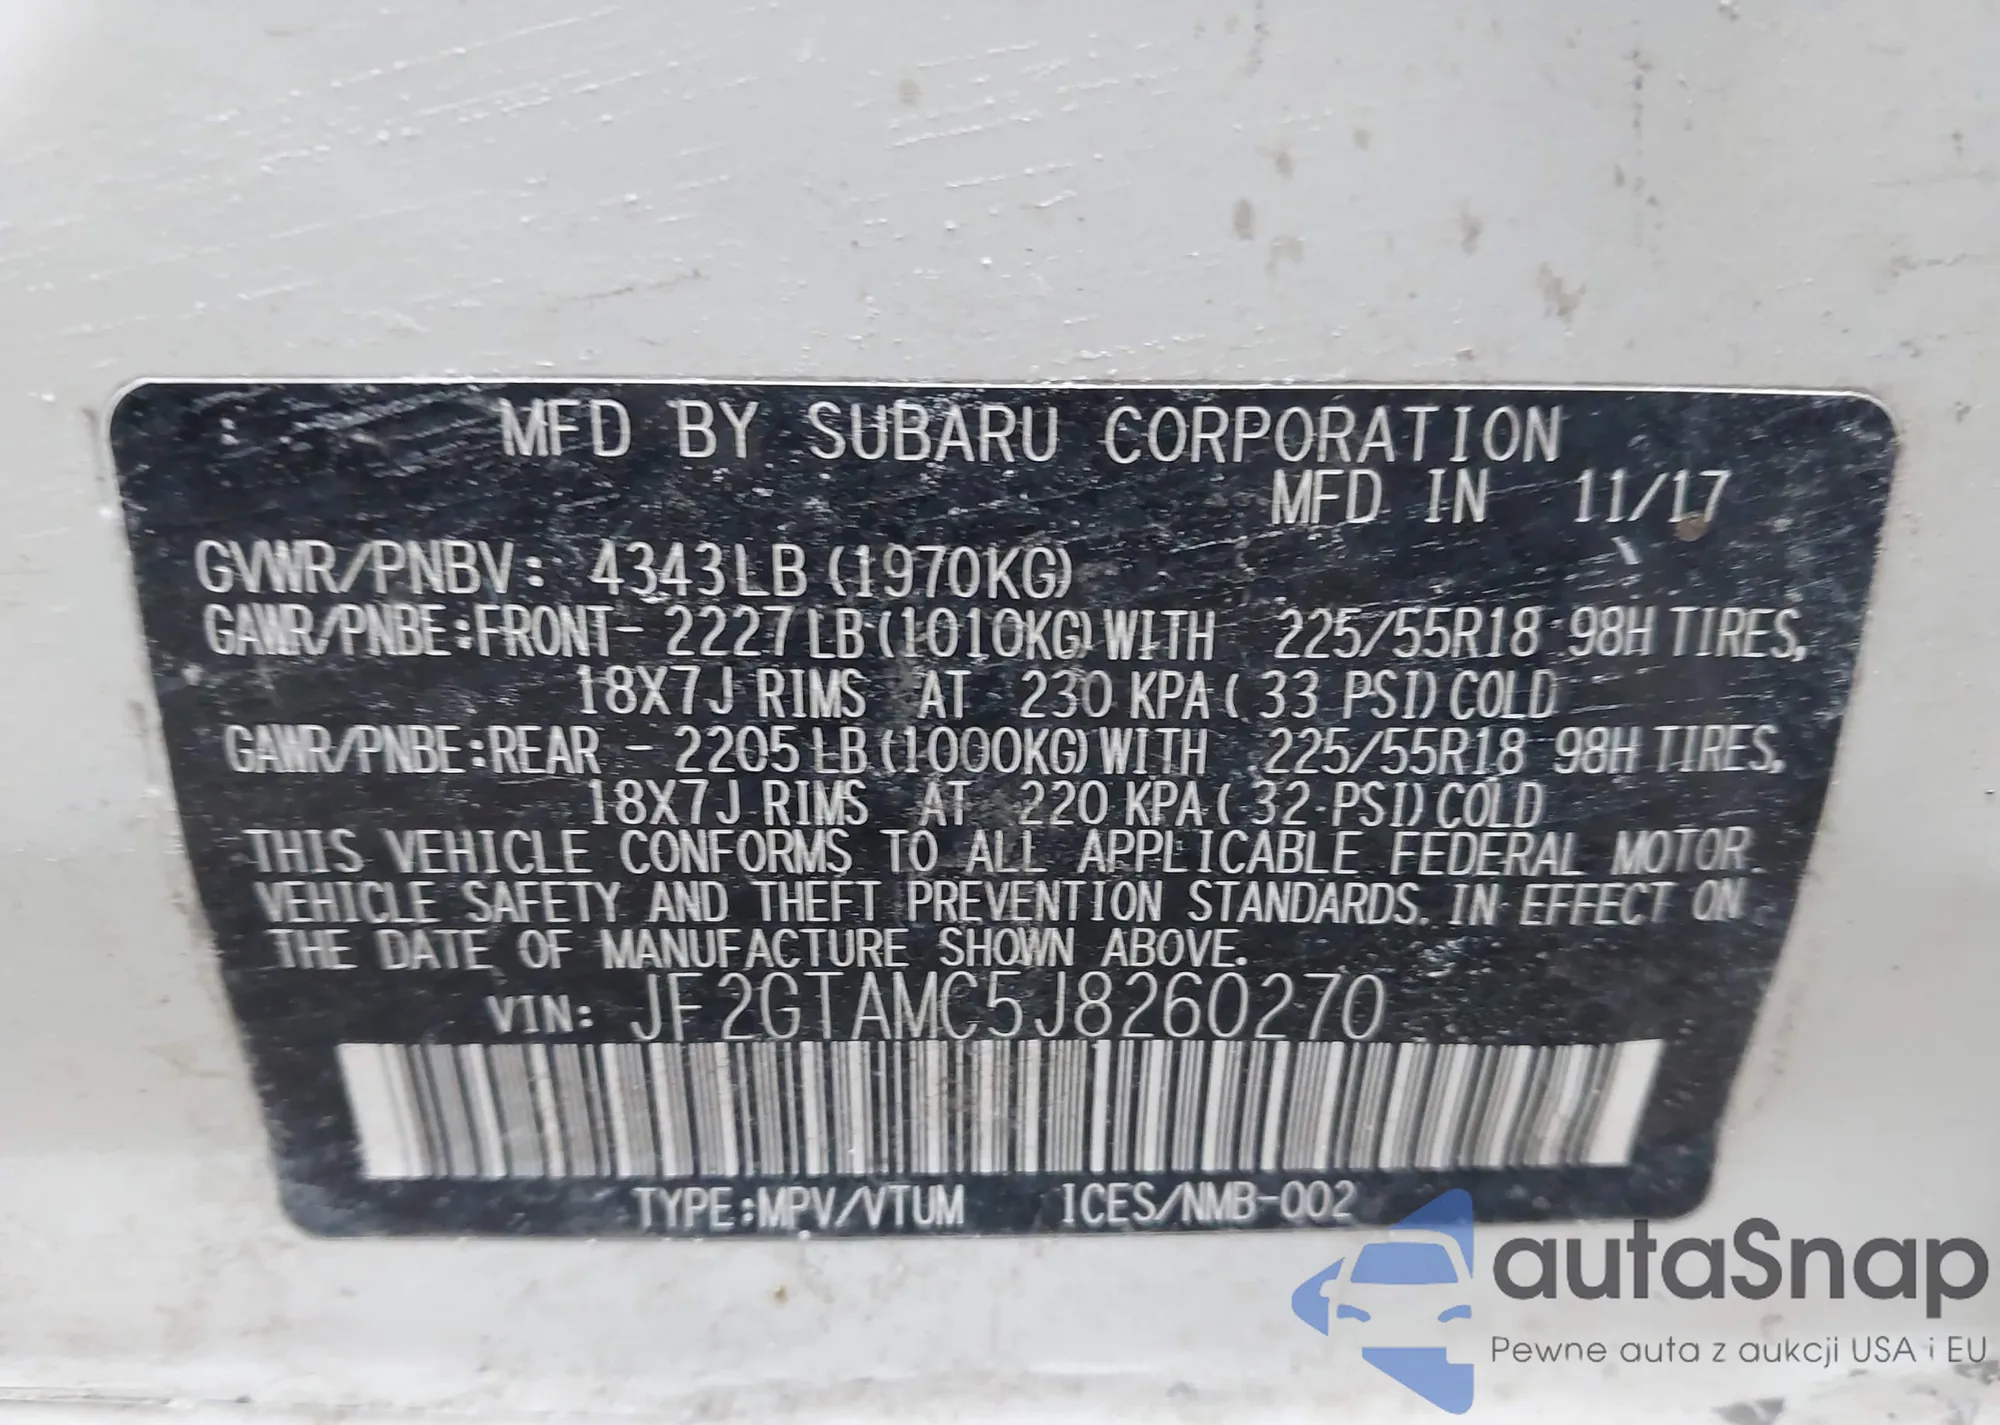 MFD BY SUBARU CORPORATION
MFD IN 11/17
GVWR/PNBV: 4343LB (1970KG)
GAWR/PNBE:FRONT- 2227LB (1010KG) WITH 225/55R18 98H TIRES,
18X7J RIMS AT 230 KPA ( 33 PSI) COLD
GAWR/PNBE:REAR - 2205LB (1000KG) WITH 225/55R18 98H TIRES,
18X7J RIMS AT 220 KPA ( 32 PSI) COLD
THIS VEHICLE CONFORMS TO ALL APPLICABLE FEDERAL MOTOR
VEHICLE SAFETY AND THEFT PREVENTION STANDARDS. IN EFFECT ON
THE DATE OF MANUFACTURE SHOWN ABOVE.
VIN: JF2GTAMC5J8260270
TYPE:MPV/VTUM ICES/NMB-002
autaSnap
Pewne auta z aukcji USA i EU